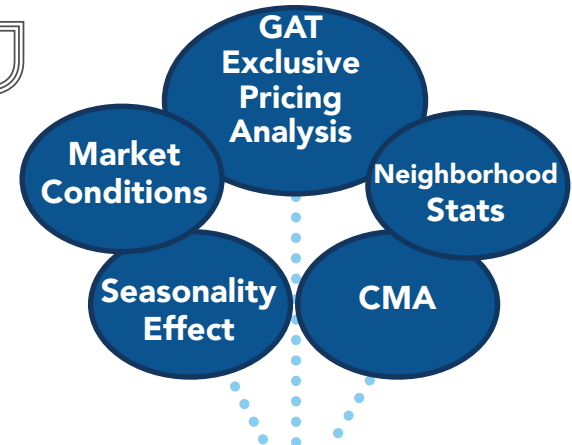 GAT
Exclusive
Pricing
Analysis
Market
Conditions
Neighborhood
Stats
Seasonality
Effect
CMA